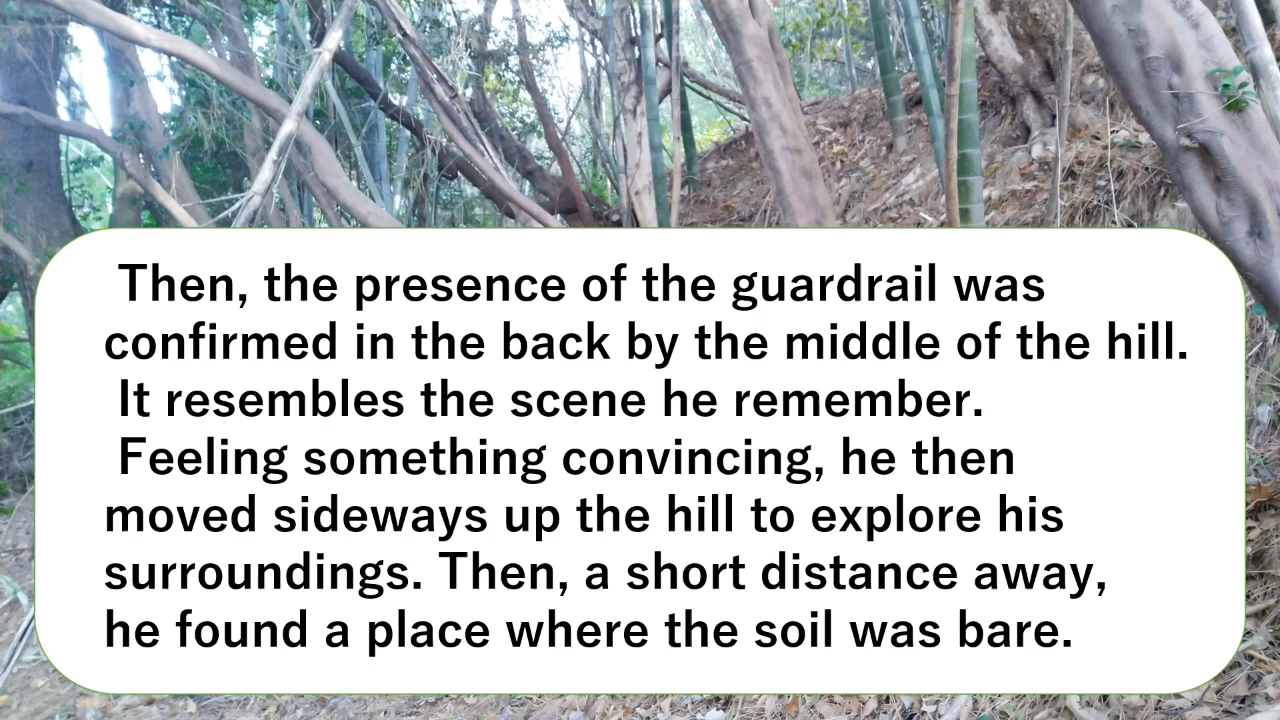 Then, the presence of the guardrail was
confirmed in the back by the middle of the hill.
It resembles the scene he remember.
Feeling something convincing, he then
moved sideways up the hill to explore his
surroundings. Then, a short distance away,
he found a place where the soil was bare.